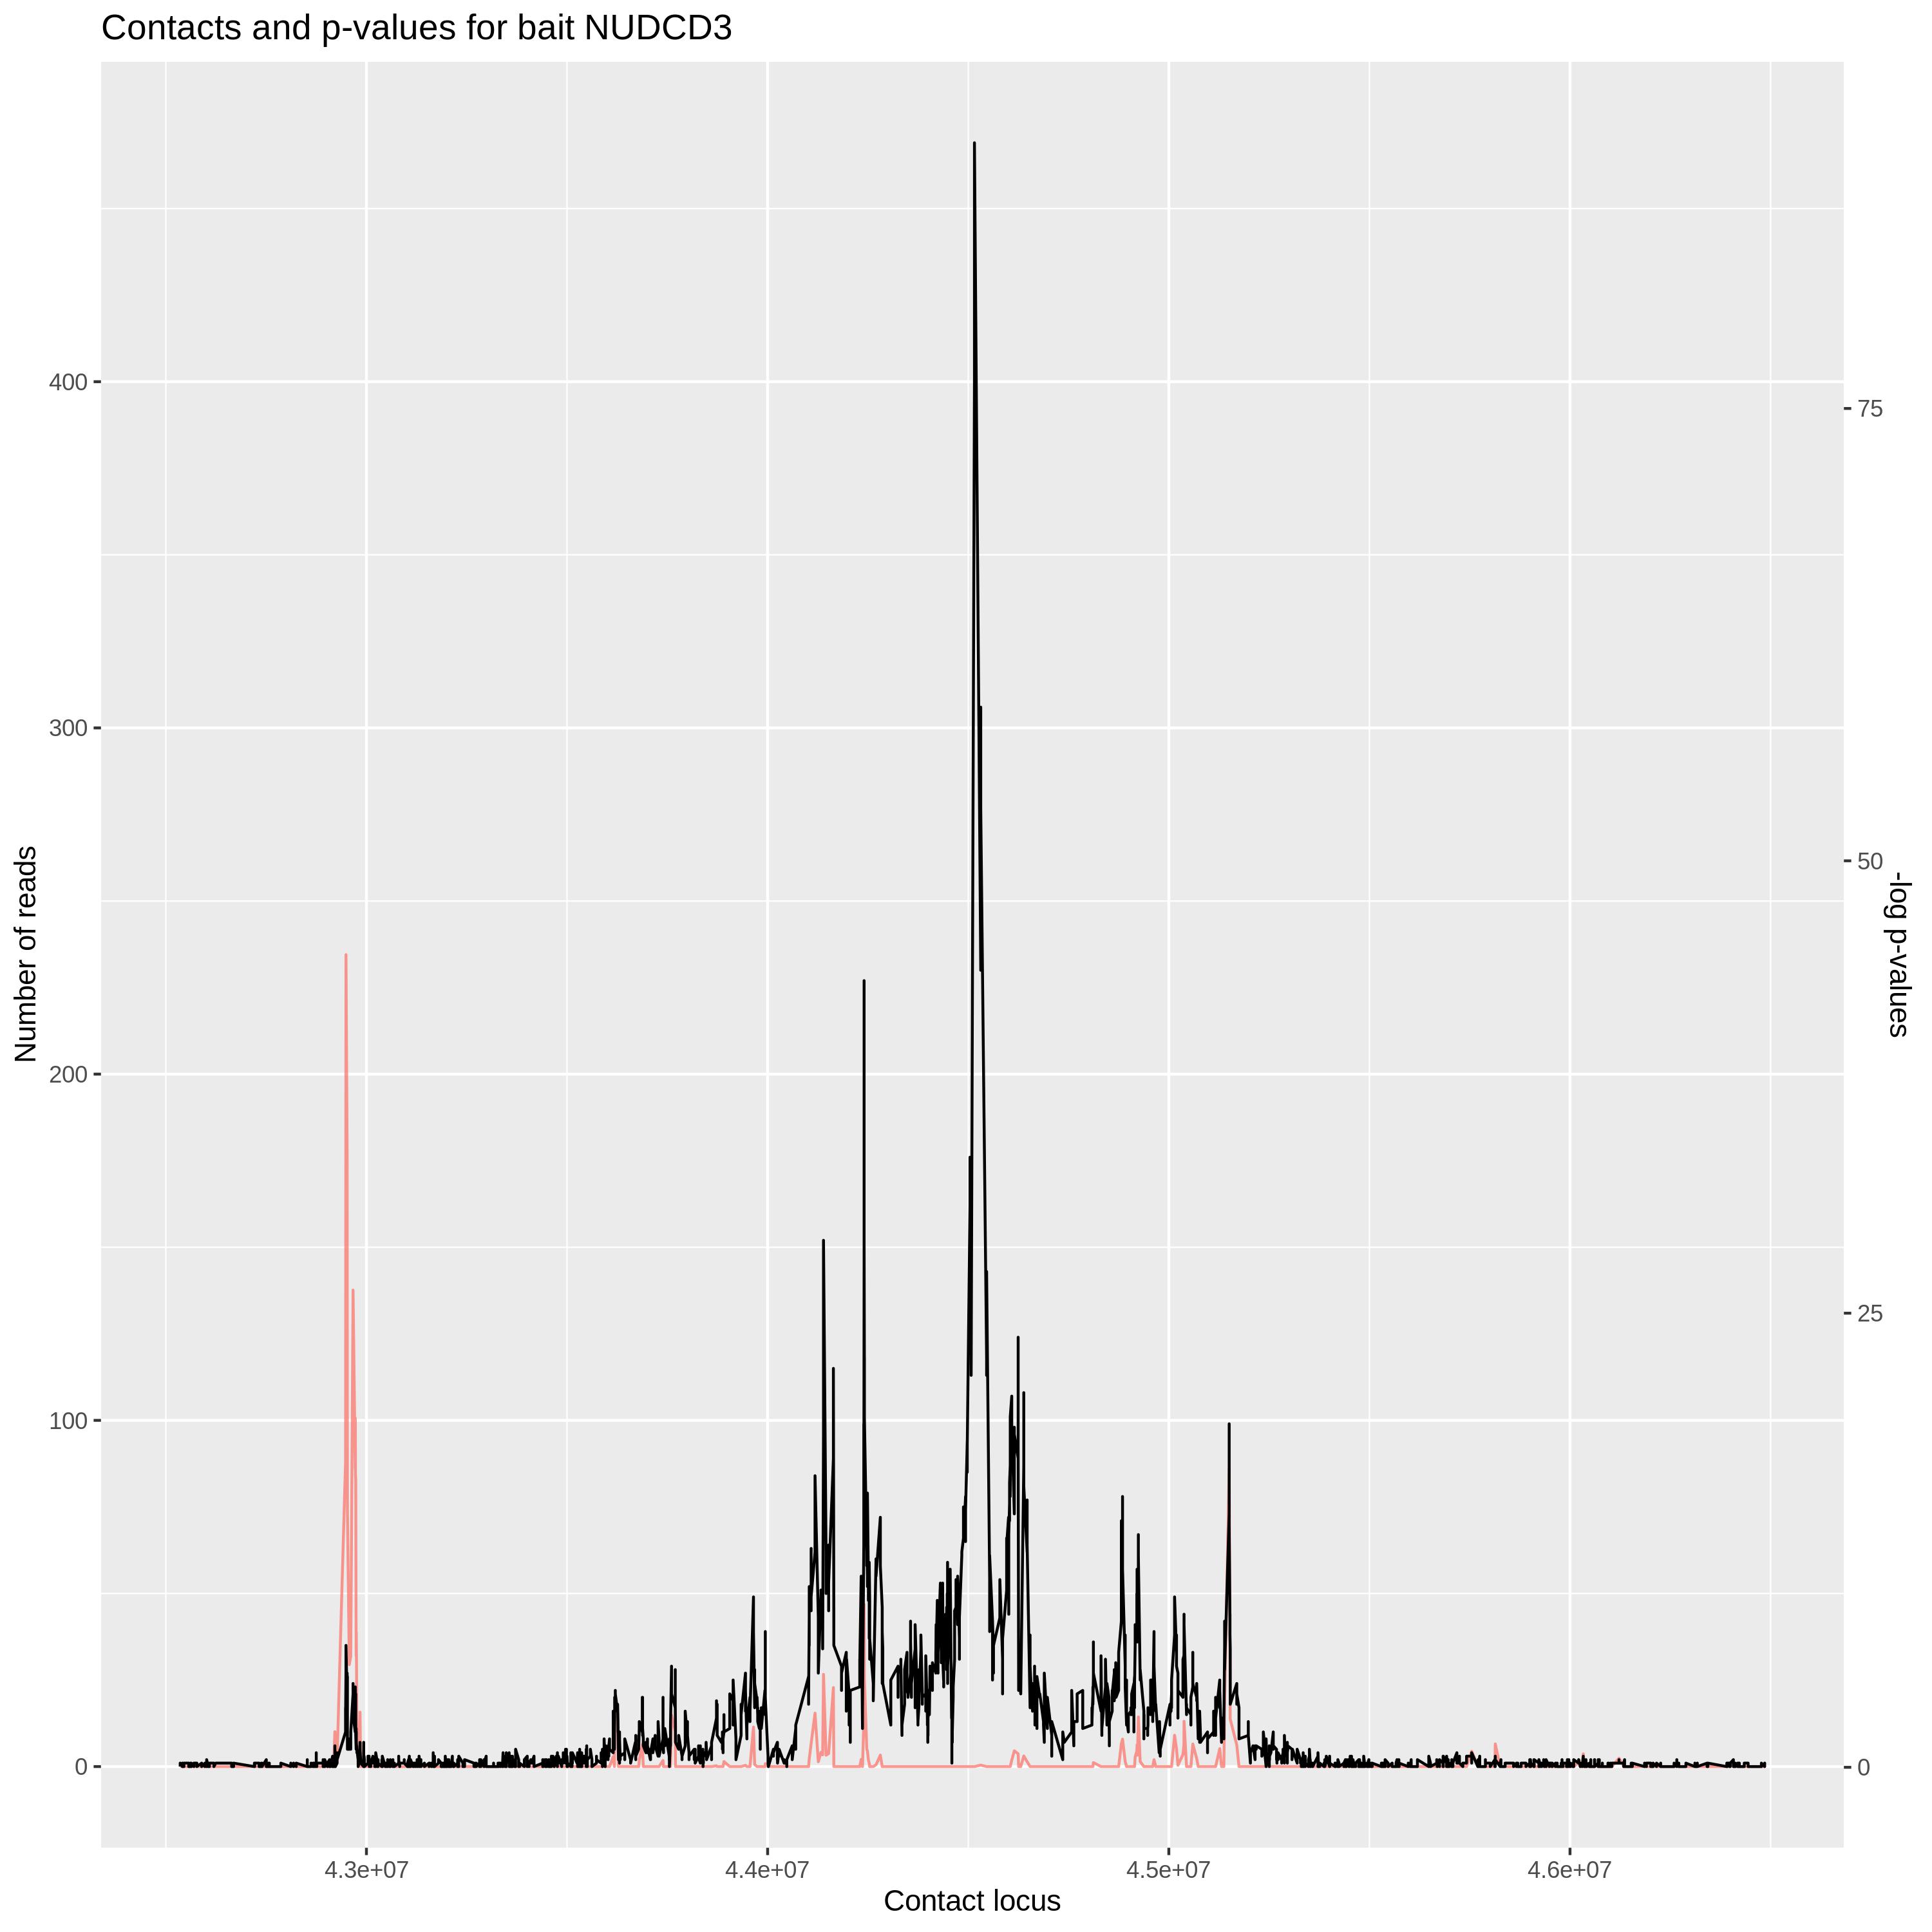 Contacts and p-values for bait NUDCD3
400
300
200
100
0
Number of reads
75
50
25
0
-log p-values
4.3e+07
4.4e+07
4.5e+07
4.6e+07
Contact locus